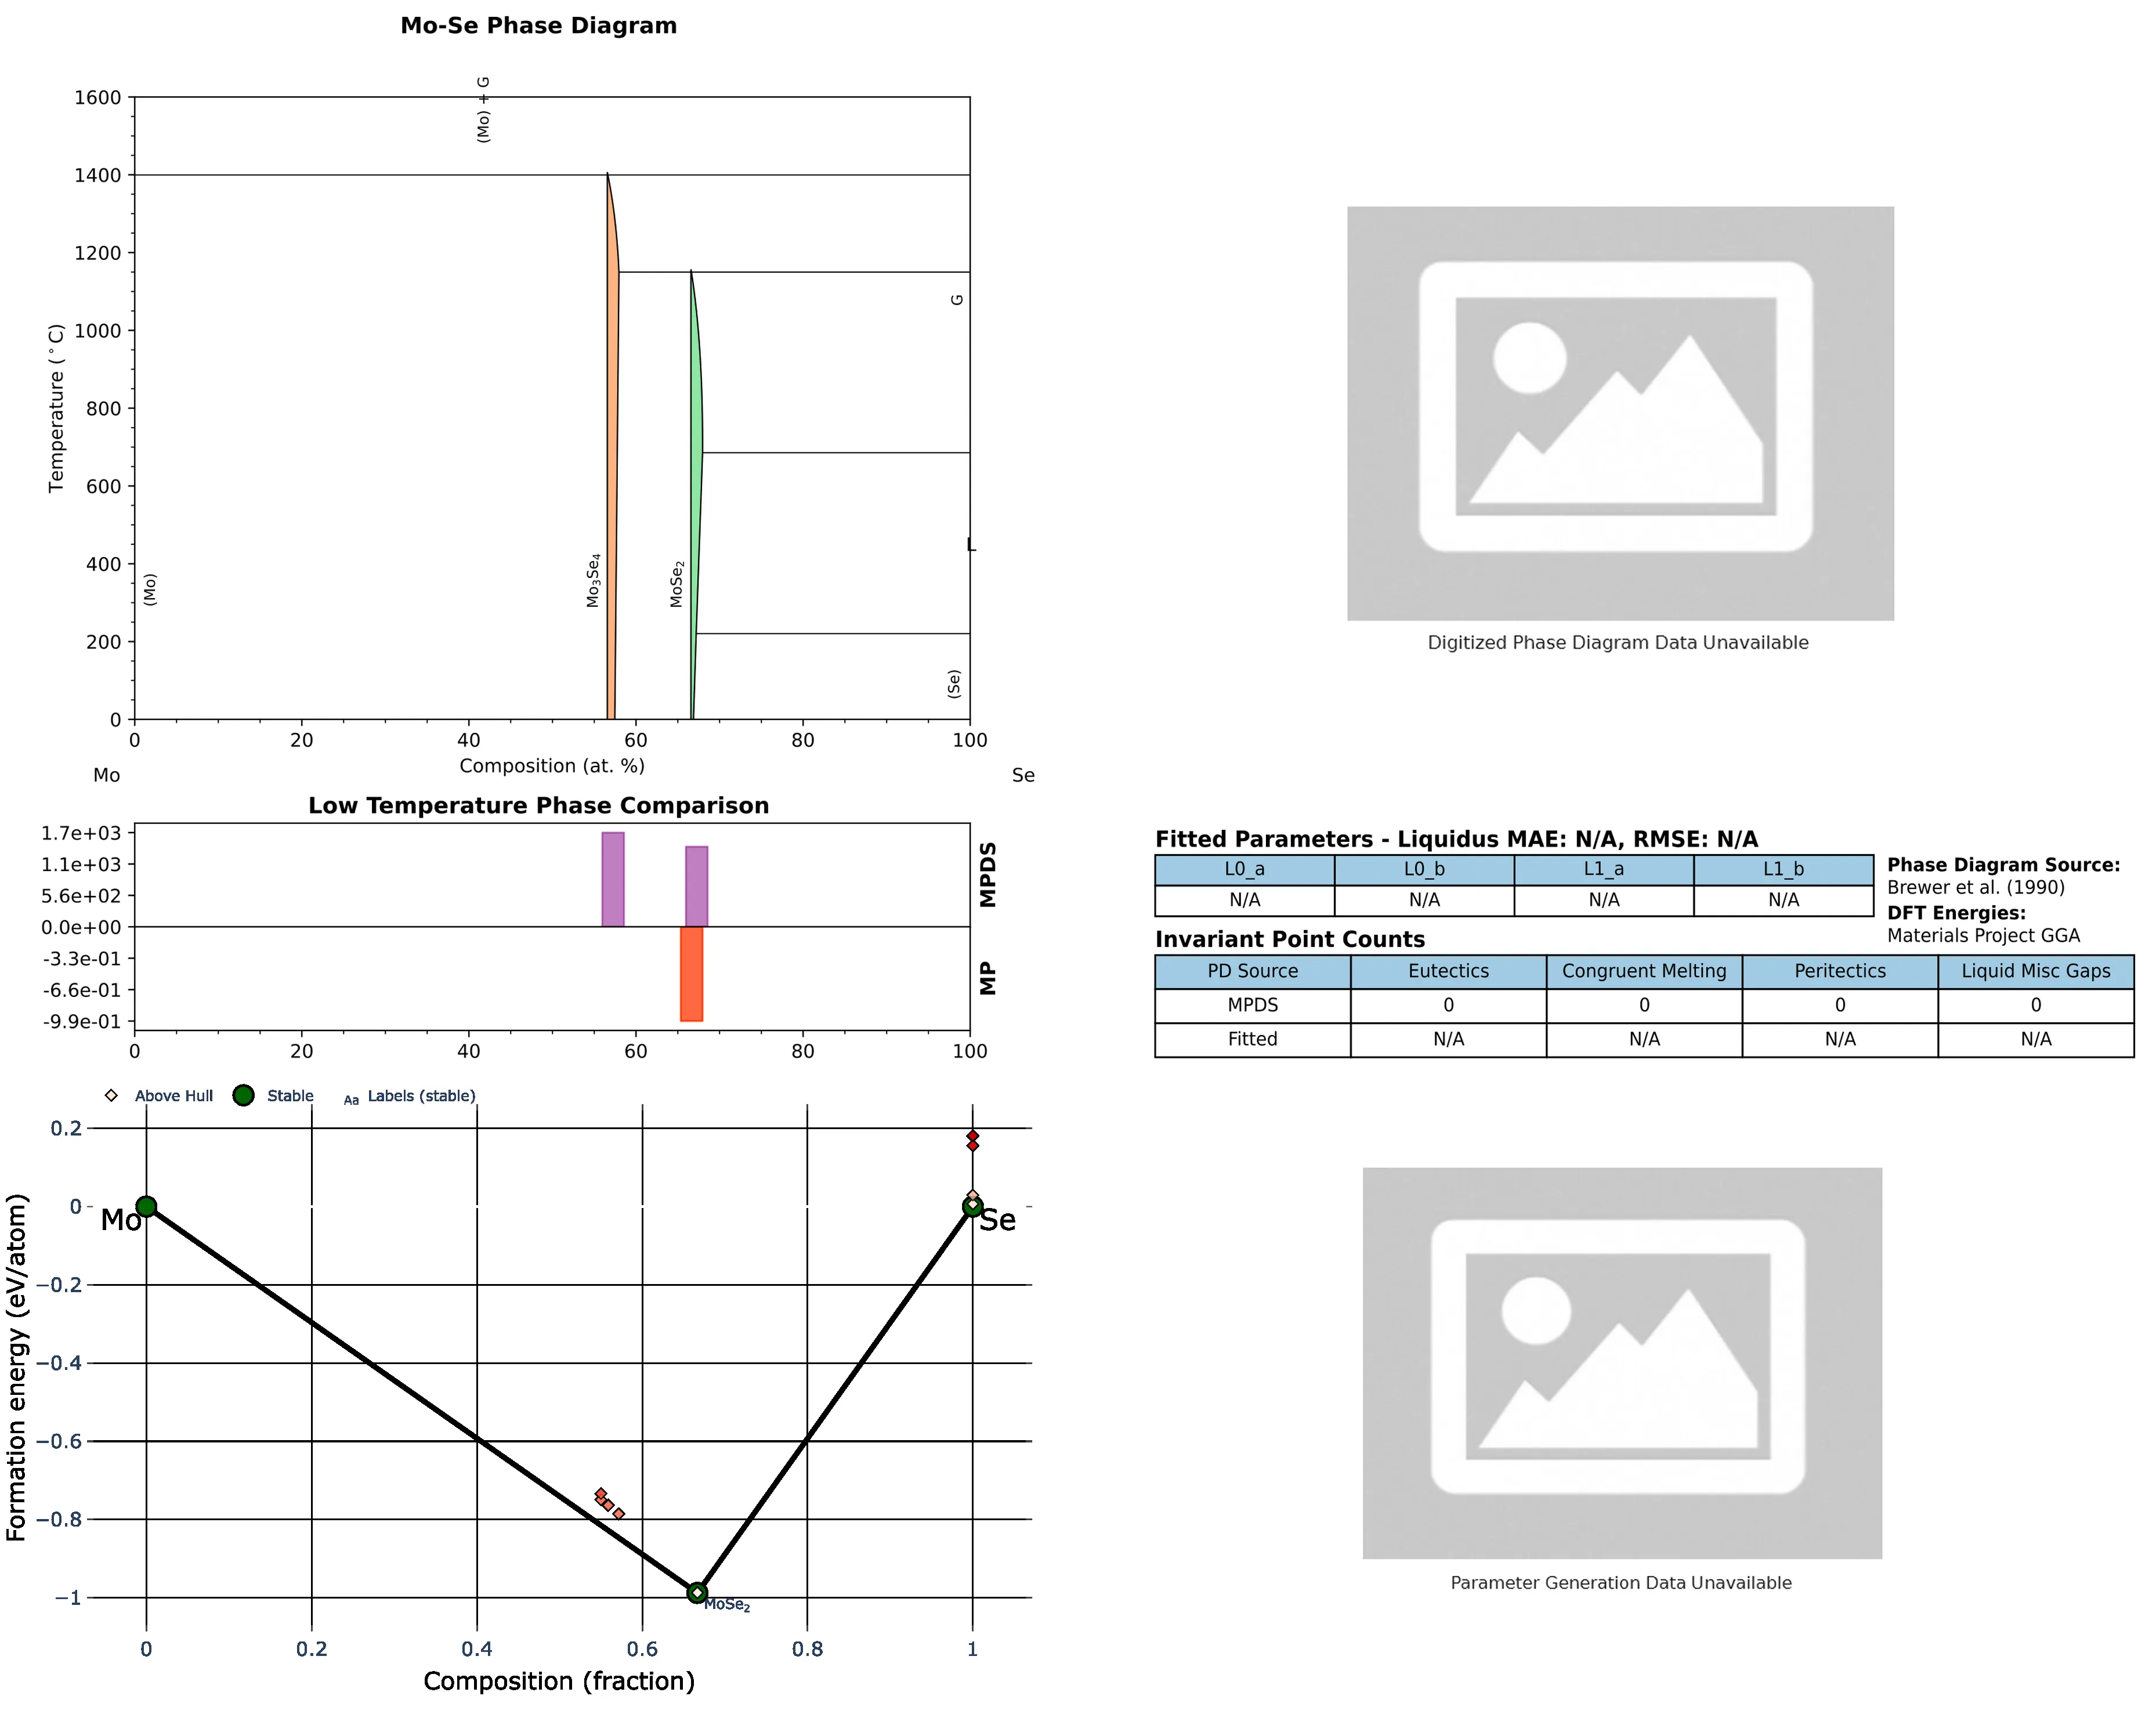 Mo-Se Phase Diagram
(Mo) + G
1600
1400
1200
1000
800
600
400
200
0
Temperature (°C)
(Mo)
Mo3Se4
MoSe2
G
L
(Se)
0 20 40 60 80 100
Composition (at. %)
Mo Se
Digitized Phase Diagram Data Unavailable
Low Temperature Phase Comparison
1.7e+03
1.1e+03
5.6e+02
0.0e+00
-3.3e-01
-6.6e-01
-9.9e-01
MPDS
MP
0 20 40 60 80 100
Fitted Parameters - Liquidus MAE: N/A, RMSE: N/A
L0_a L0_b L1_a L1_b
N/A N/A N/A N/A
Phase Diagram Source:
Brewer et al. (1990)
DFT Energies:
Materials Project GGA
Invariant Point Counts
PD Source Eutectics Congruent Melting Peritectics Liquid Misc Gaps
MPDS 0 0 0 0
Fitted N/A N/A N/A N/A
Above Hull Stable Aa Labels (stable)
0.2
0
−0.2
−0.4
−0.6
−0.8
−1
Formation energy (eV/atom)
Mo
Se
MoSe2
0 0.2 0.4 0.6 0.8 1
Composition (fraction)
Parameter Generation Data Unavailable